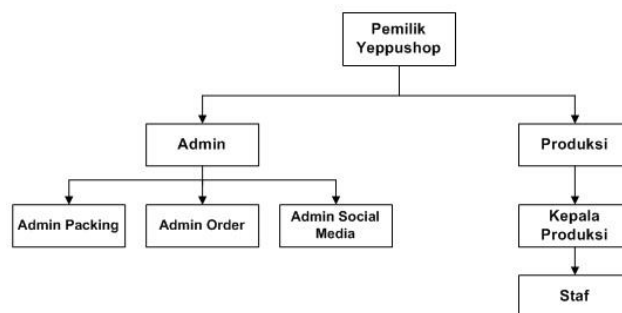 Pemilik
Yeppushop
Admin
Produksi
Admin Packing
Admin Order
Admin Social
Media
Kepala
Produksi
Staf